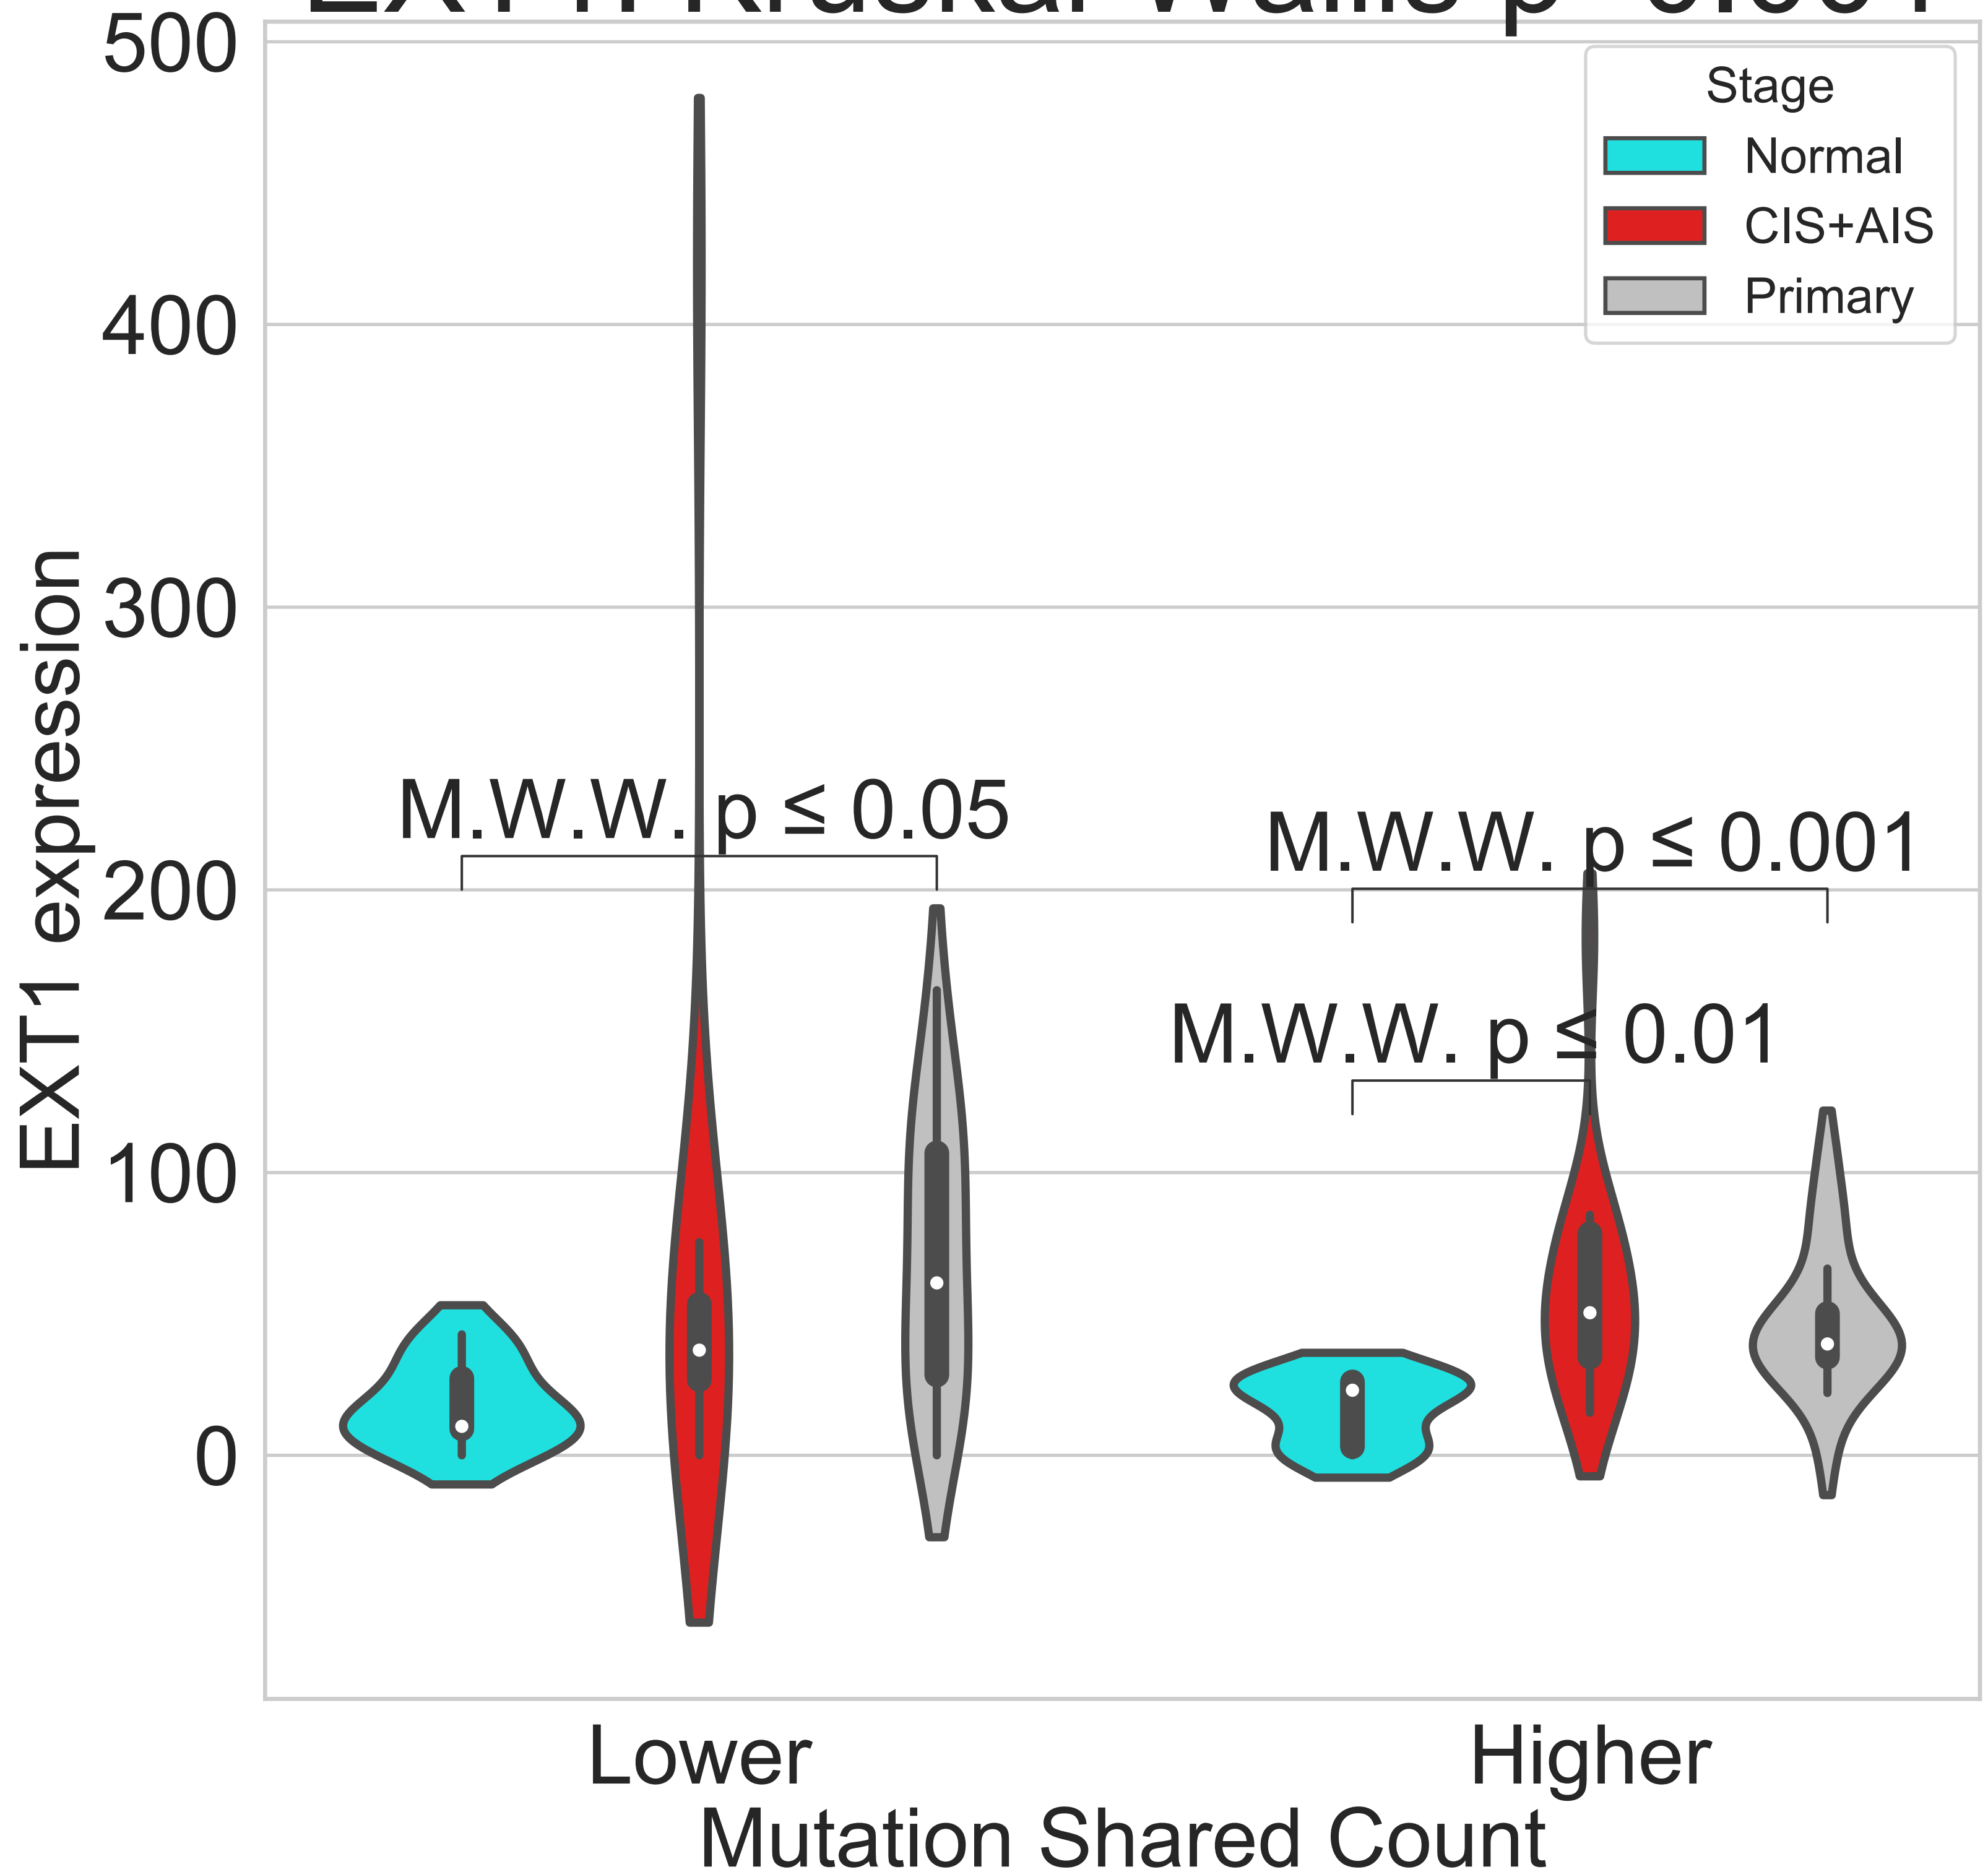 500
Stage
Normal
CIS+AIS
Primary
400
300
200
100
0
EXT1 expression
M.W.W. p ≤ 0.05
M.W.W. p ≤ 0.001
M.W.W. p ≤ 0.01
Lower
Higher
Mutation Shared Count